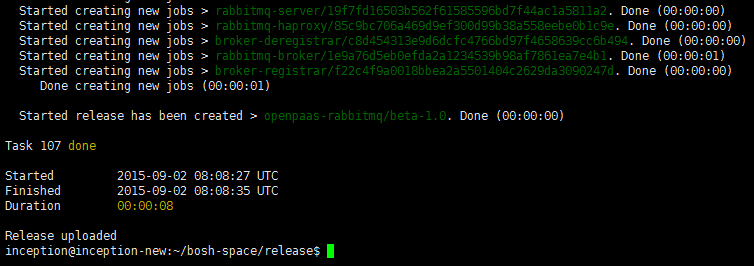 Started creating new jobs > rabbitmq-server/19f7fd16503b562f61585596bd7f44ac1a5811a2. Done (00:00:00)
Started creating new jobs > rabbitmq-haproxy/85c9bc706a469d9ef300d99b38a558eebe0b1c9e. Done (00:00:00)
Started creating new jobs > broker-deregistrar/c8d454313e9d6dcfc4766bd97f4658639cc6b494. Done (00:00:00)
Started creating new jobs > rabbitmq-broker/1e9a76d5eb0efda2a1234539b98af7861ea7e4b1. Done (00:00:01)
Started creating new jobs > broker-registrar/f22c4f9a0018bbea2a5501404c2629da3090247d. Done (00:00:00)
Done creating new jobs (00:00:01)
Started release has been created > openpaas-rabbitmq/beta-1.0. Done (00:00:00)
Task 107 done
Started 2015-09-02 08:08:27 UTC
Finished 2015-09-02 08:08:35 UTC
Duration 00:00:08
Release uploaded
inception@inception-new:~/bosh-space/release$